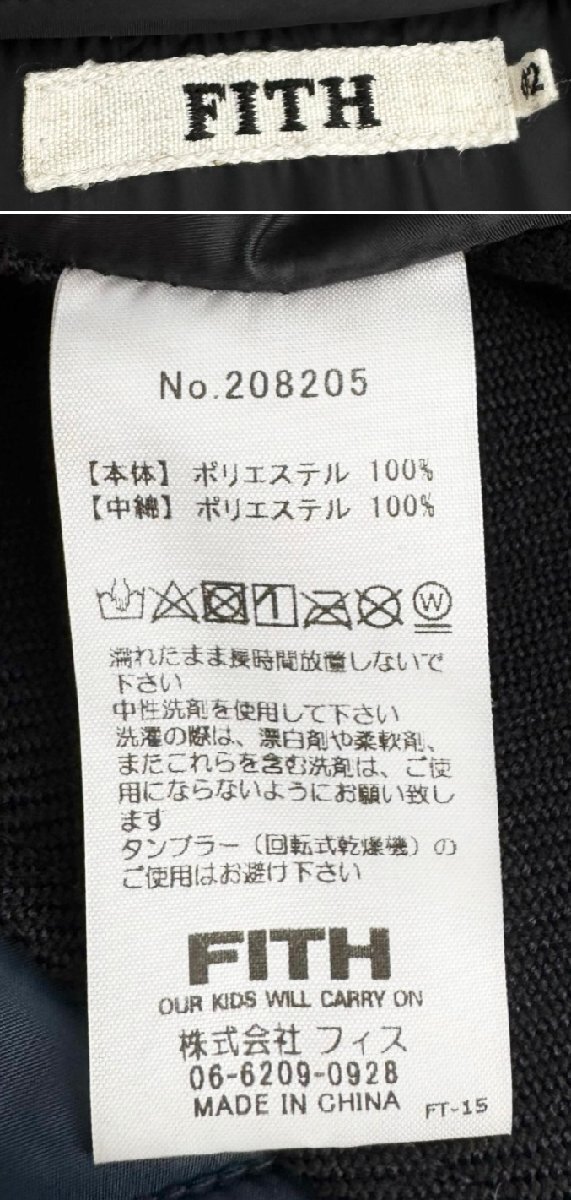 FITH
02
No.208205
【本体】 ポリエステル 100%
【中綿】 ポリエステル 100%
W
濡れたまま長時間放置しないで
下さい
中性洗剤を使用して下さい
洗濯の際は、漂白剤や柔軟剤、
またこれらを含む洗剤は、ご使
用にならないようにお願い致し
ます
タンブラー（回転式乾燥機）の
ご使用はお避け下さい
FITH
OUR KIDS WILL CARRY ON
株式会社 フィス
06-6209-0928
MADE IN CHINA
FT-15